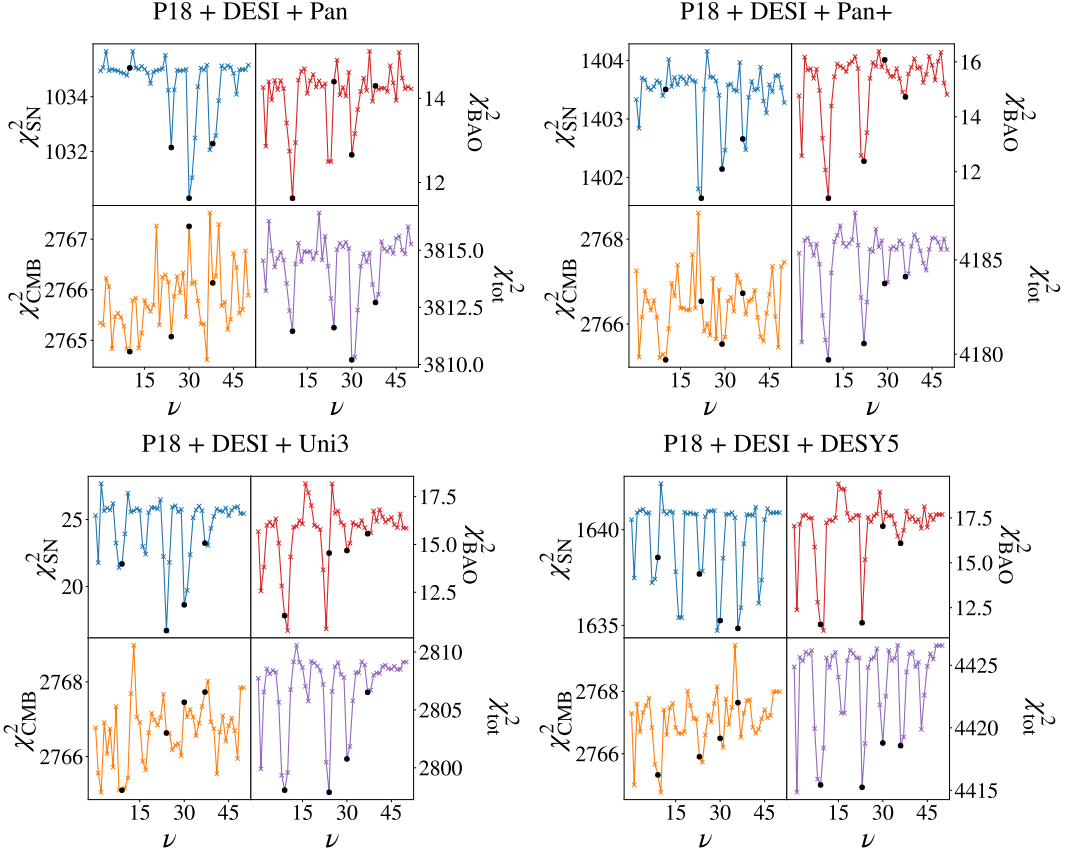 P18 + DESI + Pan
P18 + DESI + Pan+
χ²SN
1034
1032
14
12
χ²BAO
χ²SN
1404
1403
1402
16
14
12
χ²BAO
χ²CMB
2767
2766
2765
3815.0
3812.5
3810.0
χ²tot
χ²CMB
2768
2766
4185
4180
χ²tot
15 30 45
15 30 45
15 30 45
15 30 45
ν
ν
ν
ν
P18 + DESI + Uni3
P18 + DESI + DESY5
χ²SN
25
20
17.5
15.0
12.5
χ²BAO
χ²SN
1640
1635
17.5
15.0
12.5
χ²BAO
χ²CMB
2768
2766
2810
2805
2800
χ²tot
χ²CMB
2768
2766
4425
4420
4415
χ²tot
15 30 45
15 30 45
15 30 45
15 30 45
ν
ν
ν
ν